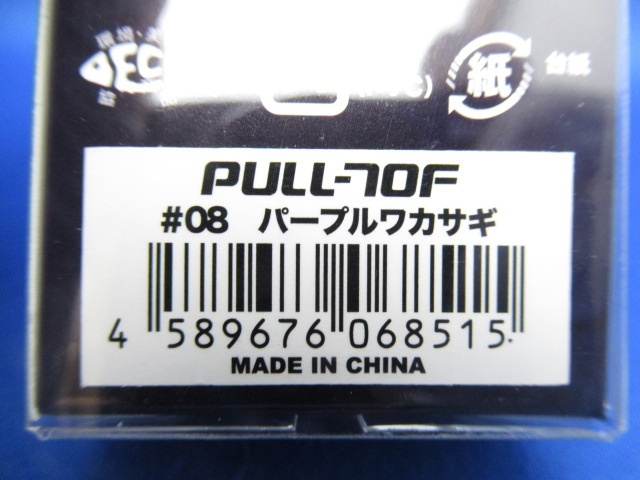 ECO
紙
台紙
PULL-70F
#08 パープルワカサギ
4 589676 068515
MADE IN CHINA